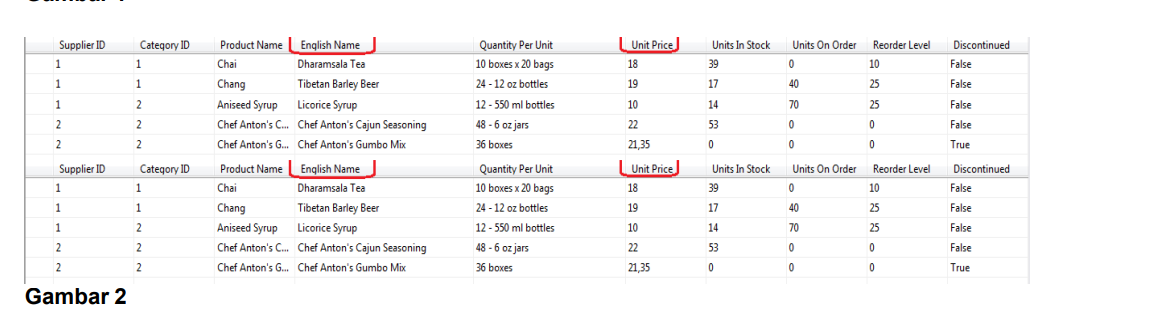 Supplier ID Category ID Product Name English Name Quantity Per Unit Unit Price Units In Stock Units On Order Reorder Level Discontinued
1 1 Chai Dharamsala Tea 10 boxes x 20 bags 18 39 0 10 False
1 1 Chang Tibetan Barley Beer 24 - 12 oz bottles 19 17 40 25 False
1 2 Aniseed Syrup Licorice Syrup 12 - 550 ml bottles 10 14 70 25 False
2 2 Chef Anton's C... Chef Anton's Cajun Seasoning 48 - 6 oz jars 22 53 0 0 False
2 2 Chef Anton's G... Chef Anton's Gumbo Mix 36 boxes 21,35 0 0 0 True
Supplier ID Category ID Product Name English Name Quantity Per Unit Unit Price Units In Stock Units On Order Reorder Level Discontinued
1 1 Chai Dharamsala Tea 10 boxes x 20 bags 18 39 0 10 False
1 1 Chang Tibetan Barley Beer 24 - 12 oz bottles 19 17 40 25 False
1 2 Aniseed Syrup Licorice Syrup 12 - 550 ml bottles 10 14 70 25 False
2 2 Chef Anton's C... Chef Anton's Cajun Seasoning 48 - 6 oz jars 22 53 0 0 False
2 2 Chef Anton's G... Chef Anton's Gumbo Mix 36 boxes 21,35 0 0 0 True
Gambar 2